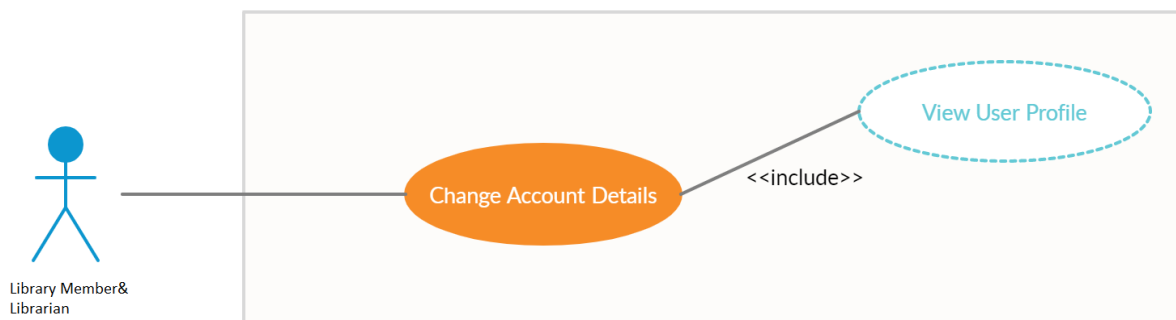 View User Profile
<<include>>
Change Account Details
Library Member&
Librarian